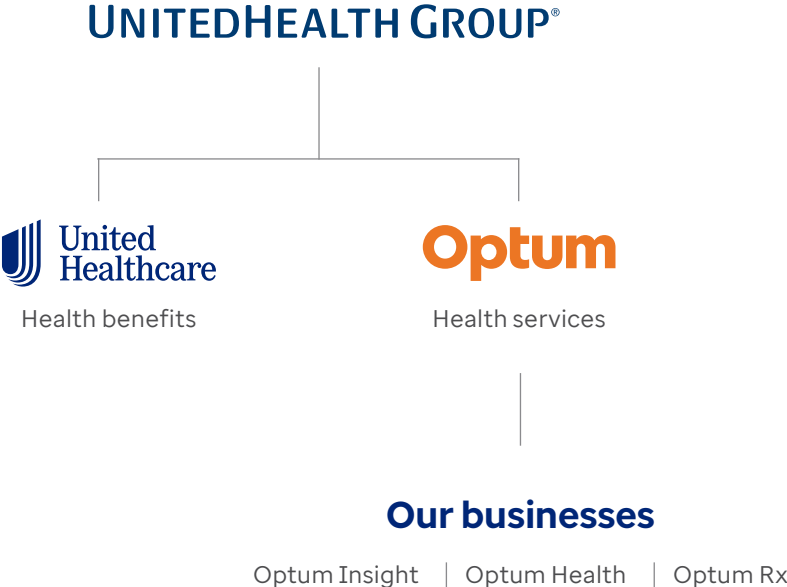 UNITEDHEALTH GROUP®
United
Healthcare
Optum
Health benefits
Health services
Our businesses
Optum Insight | Optum Health | Optum Rx